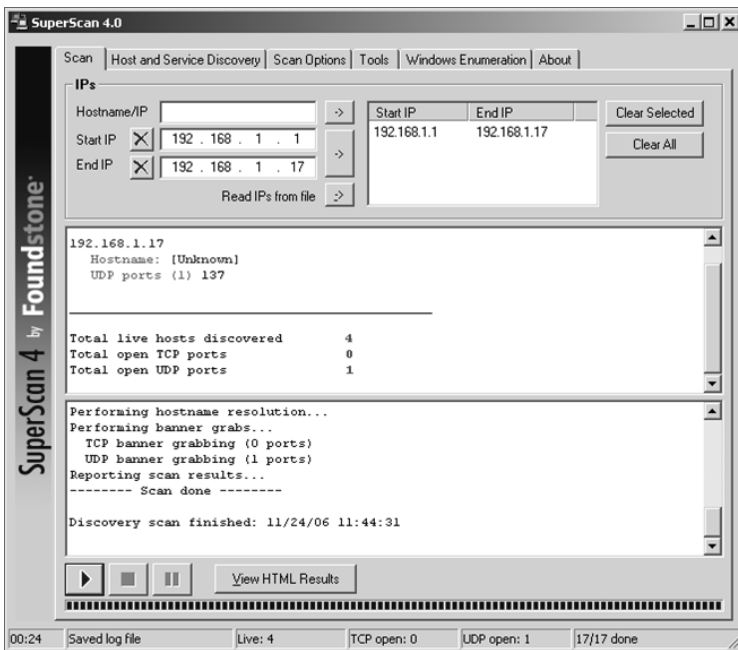 SuperScan 4.0
Scan Host and Service Discovery Scan Options Tools Windows Enumeration About
IPs
Hostname/IP ->
Start IP X 192 . 168 . 1 . 1
End IP X 192 . 168 . 1 . 17 ->
Read IPs from file ->
Start IP End IP
192.168.1.1 192.168.1.17
Clear Selected
Clear All
SuperScan 4 by Foundstone
192.168.1.17
Hostname: [Unknown]
UDP ports (1) 137
Total live hosts discovered 4
Total open TCP ports 0
Total open UDP ports 1
Performing hostname resolution...
Performing banner grabs...
TCP banner grabbing (0 ports)
UDP banner grabbing (1 ports)
Reporting scan results...
-------- Scan done --------
Discovery scan finished: 11/24/06 11:44:31
View HTML Results
00:24 Saved log file Live: 4 TCP open: 0 UDP open: 1 17/17 done